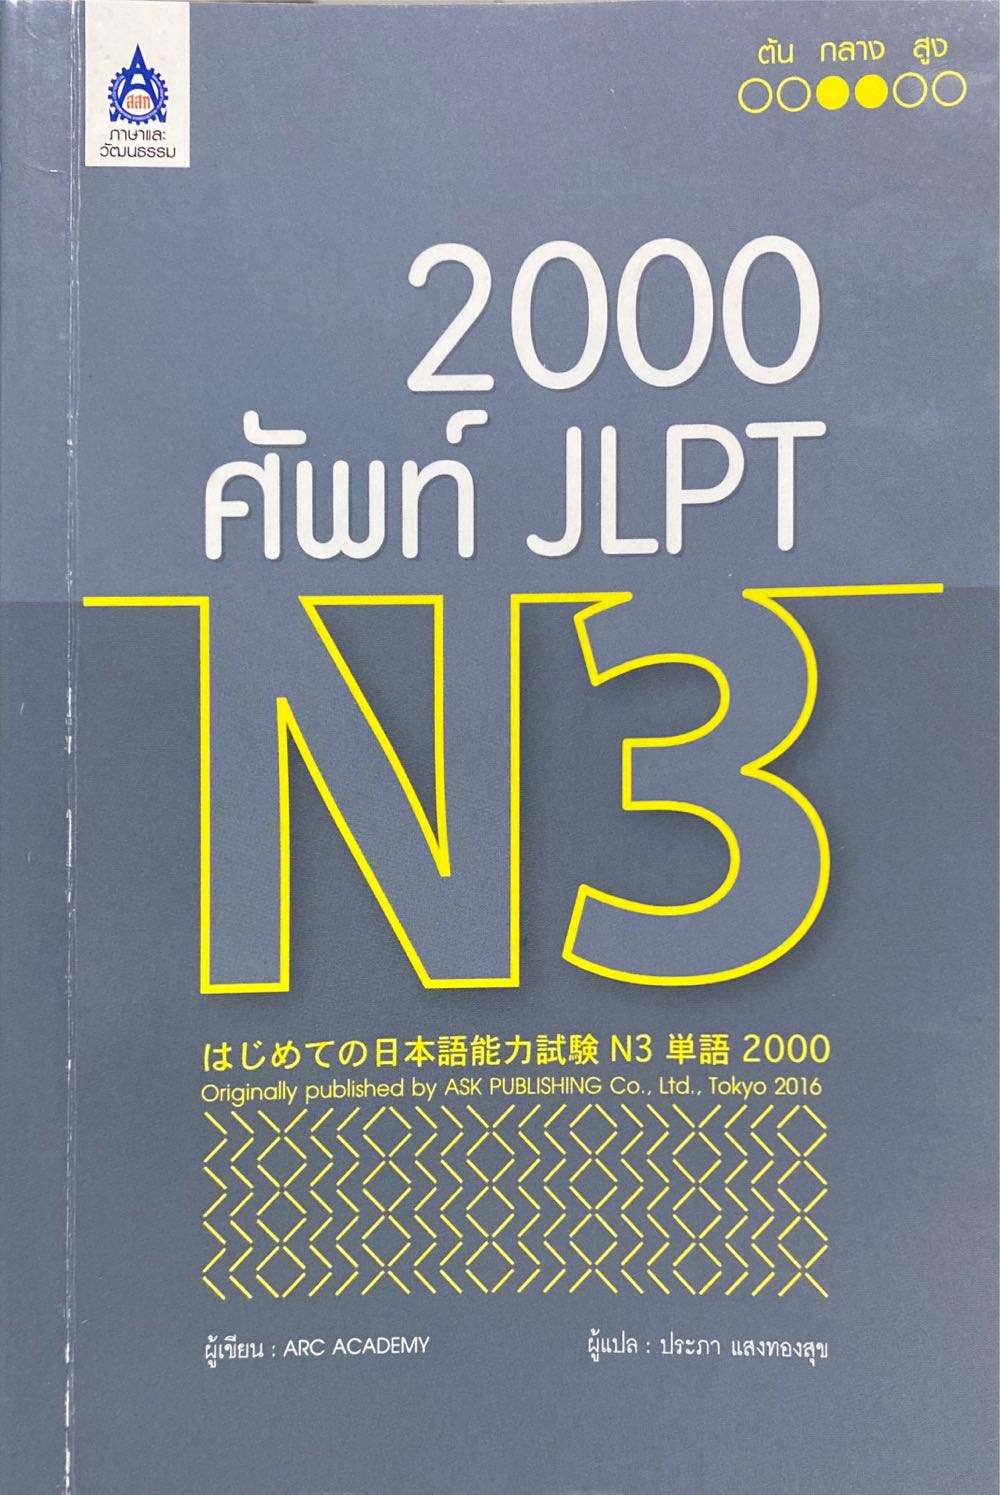 สสท
ภาษาและ
วัฒนธรรม
ต้น กลาง สูง
2000
ศัพท์ JLPT
N3
はじめての日本語能力試験 N3 単語 2000
Originally published by ASK PUBLISHING Co., Ltd., Tokyo 2016
ผู้เขียน : ARC ACADEMY
ผู้แปล : ประภา แสงทองสุข